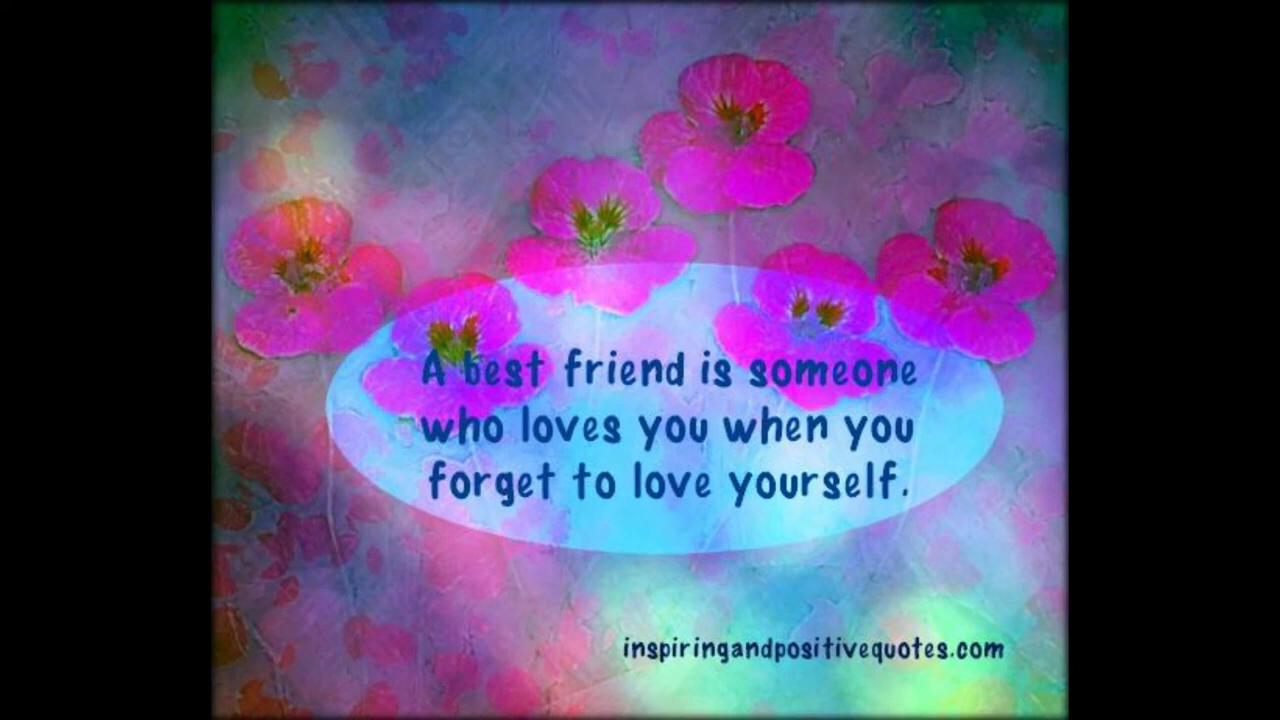 A best friend is someone
who loves you when you
forget to love yourself.
inspiringandpositivequotes.com